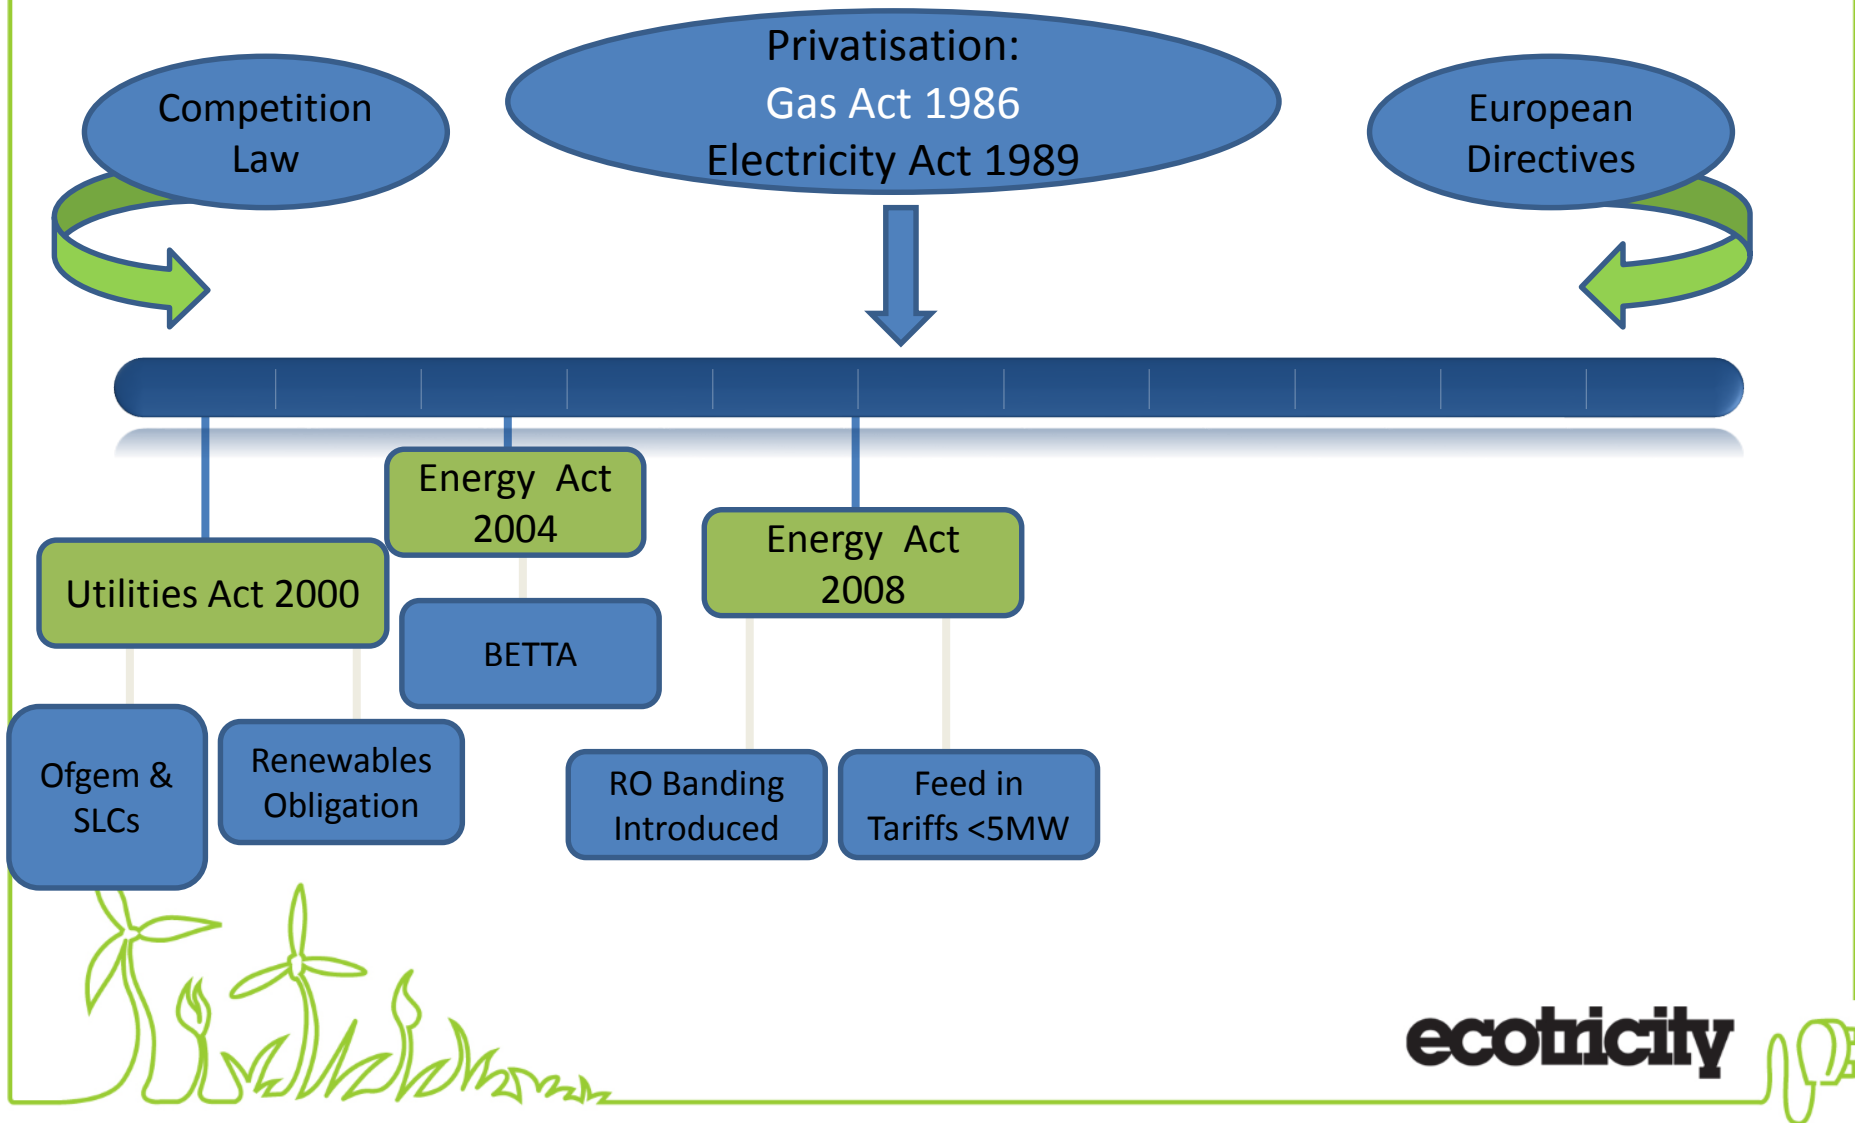 Privatisation:
Gas Act 1986
Electricity Act 1989
Competition
Law
European
Directives
Energy Act
2004
Energy Act
2008
Utilities Act 2000
BETTA
Ofgem &
SLCs
Renewables
Obligation
RO Banding
Introduced
Feed in
Tariffs <5MW
ecotricity